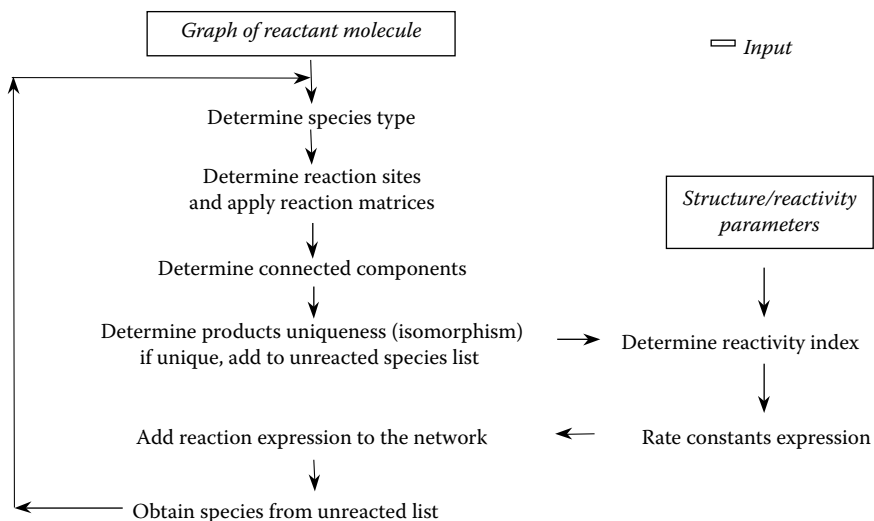 Graph of reactant molecule
Input
Determine species type
Determine reaction sites
and apply reaction matrices
Structure/reactivity
parameters
Determine connected components
Determine products uniqueness (isomorphism)
if unique, add to unreacted species list
Determine reactivity index
Add reaction expression to the network
Rate constants expression
Obtain species from unreacted list